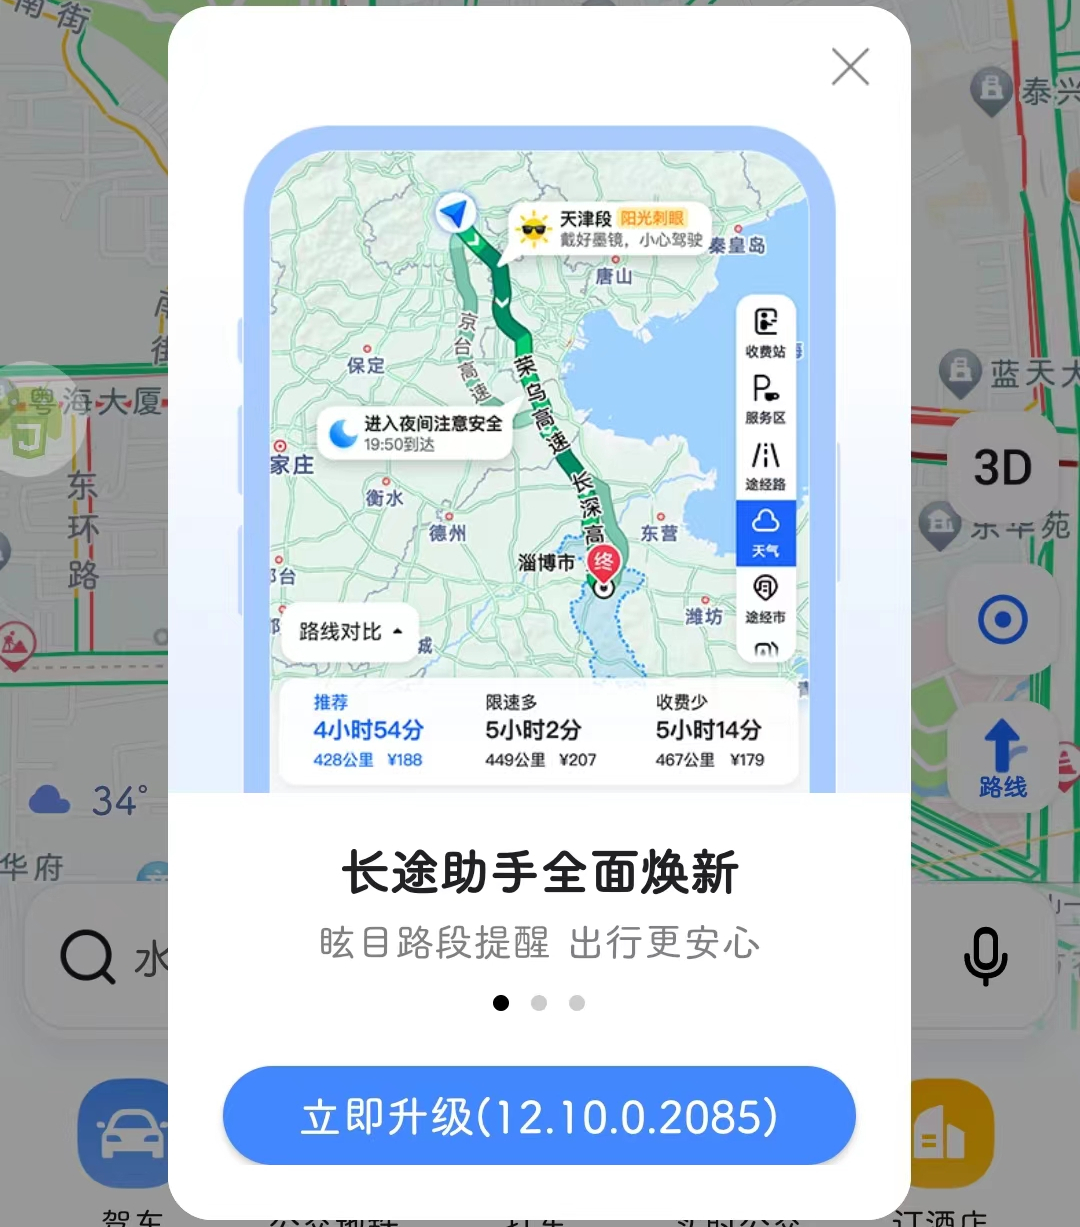 南街
泰兴
天津段 阳光刺眼
戴好墨镜，小心驾驶
秦皇岛
唐山
收费站
京台高速
保定
荣乌高速
服务区
蓝天大
粤海大厦
进入夜间注意安全
19:50到达
3D
家庄
途经路
衡水
长深高
东环路
德州
东营
天气
东华苑
淄博市
终
台
途经市
潍坊
路线对比
城
推荐
限速多
收费少
4小时54分
5小时2分
5小时14分
428公里 ¥188
449公里 ¥207
467公里 ¥179
路线
34°
华府
长途助手全面焕新
眩目路段提醒 出行更安心
水
立即升级(12.10.0.2085)
驾车
订酒店